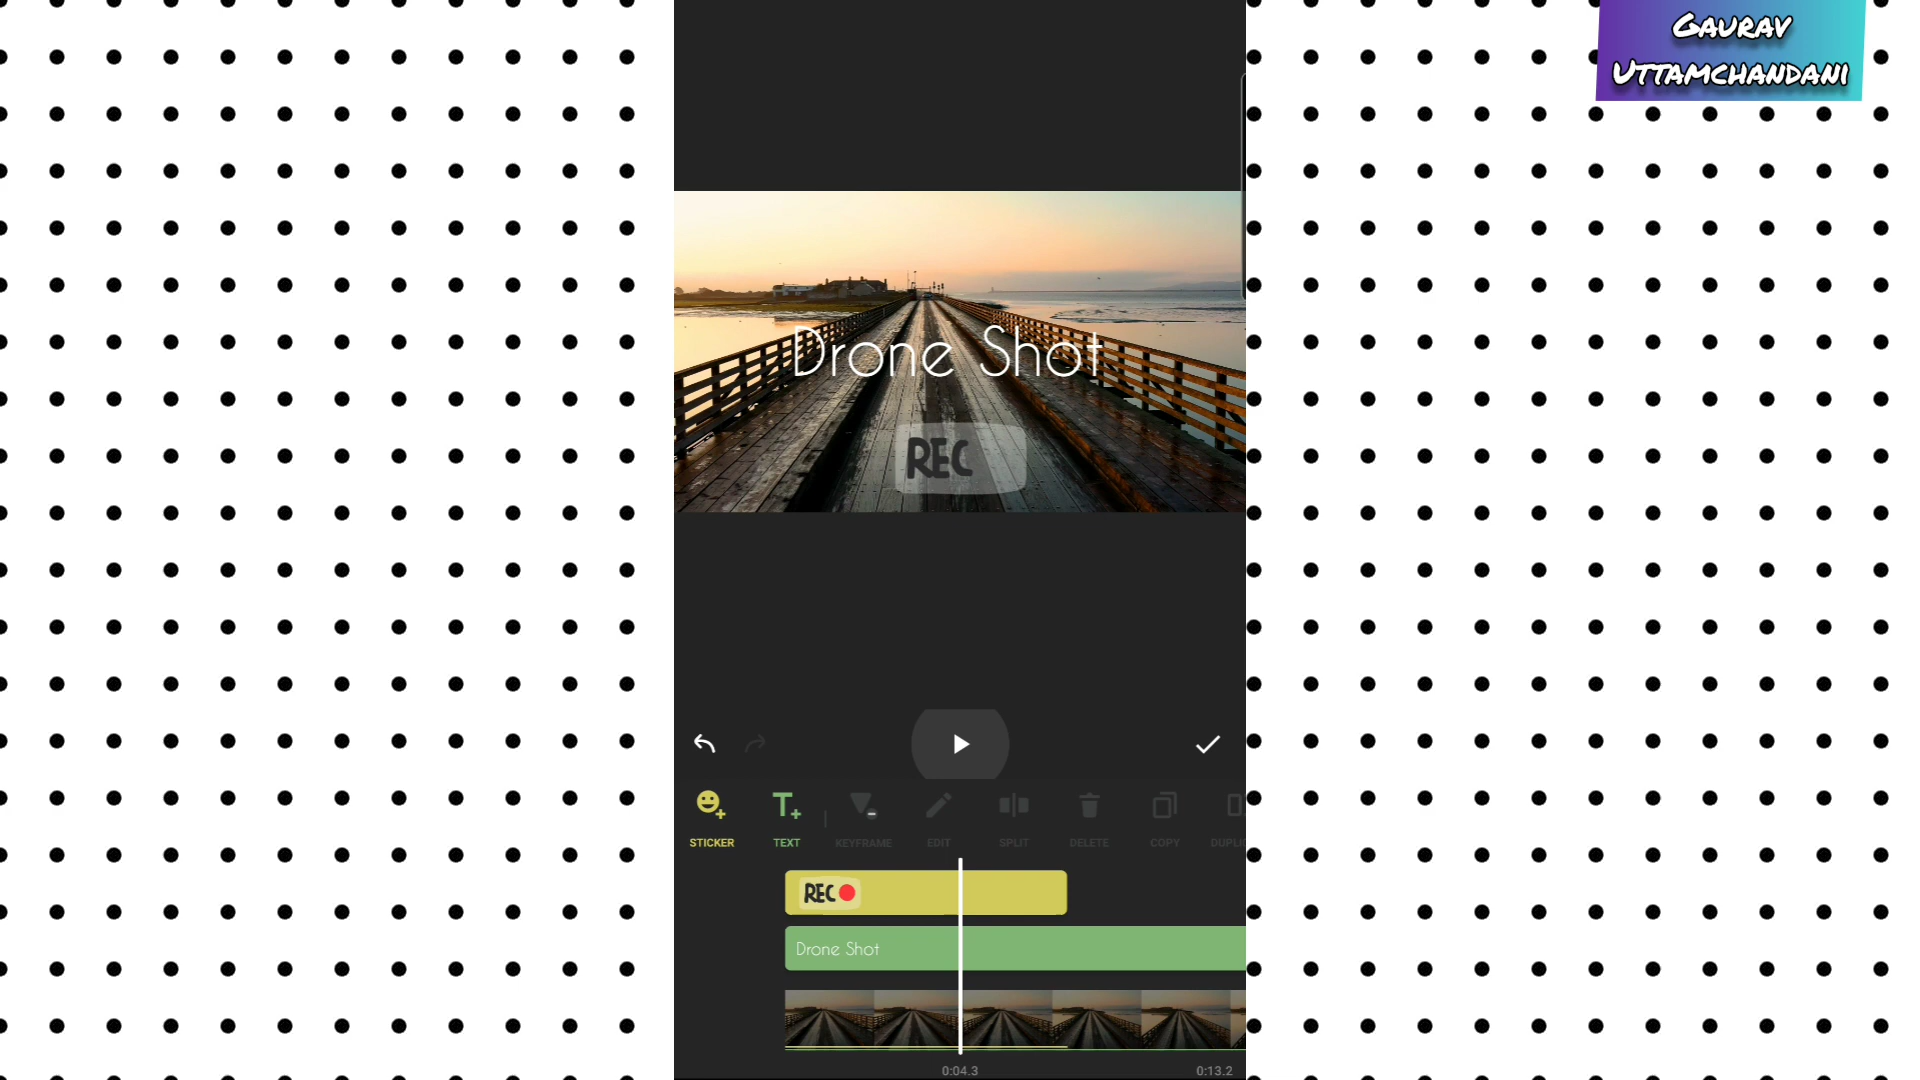 Gaurav
Uttamchandani
Drone Shot
REC
STICKER
TEXT
KEYFRAME
EDIT
SPLIT
DELETE
COPY
REC
Drone Shot
0:04.3
0:13.2